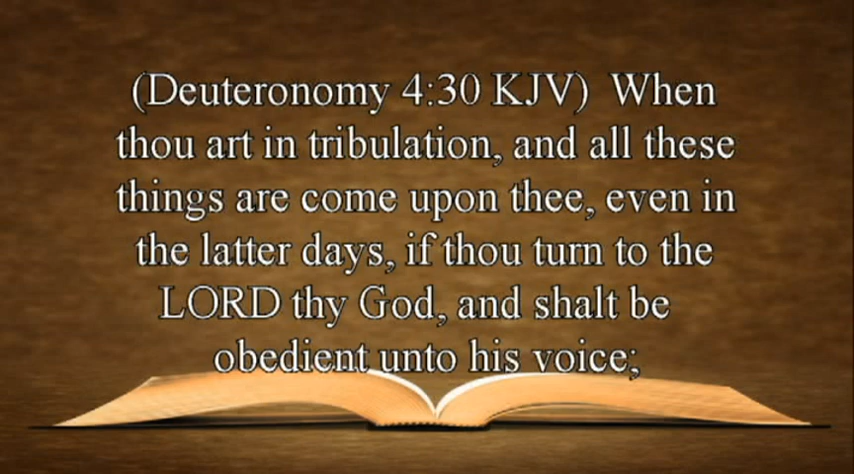 (Deuteronomy 4:30 KJV)  When
thou art in tribulation, and all these
things are come upon thee, even in
the latter days, if thou turn to the
LORD thy God, and shalt be
obedient unto his voice;